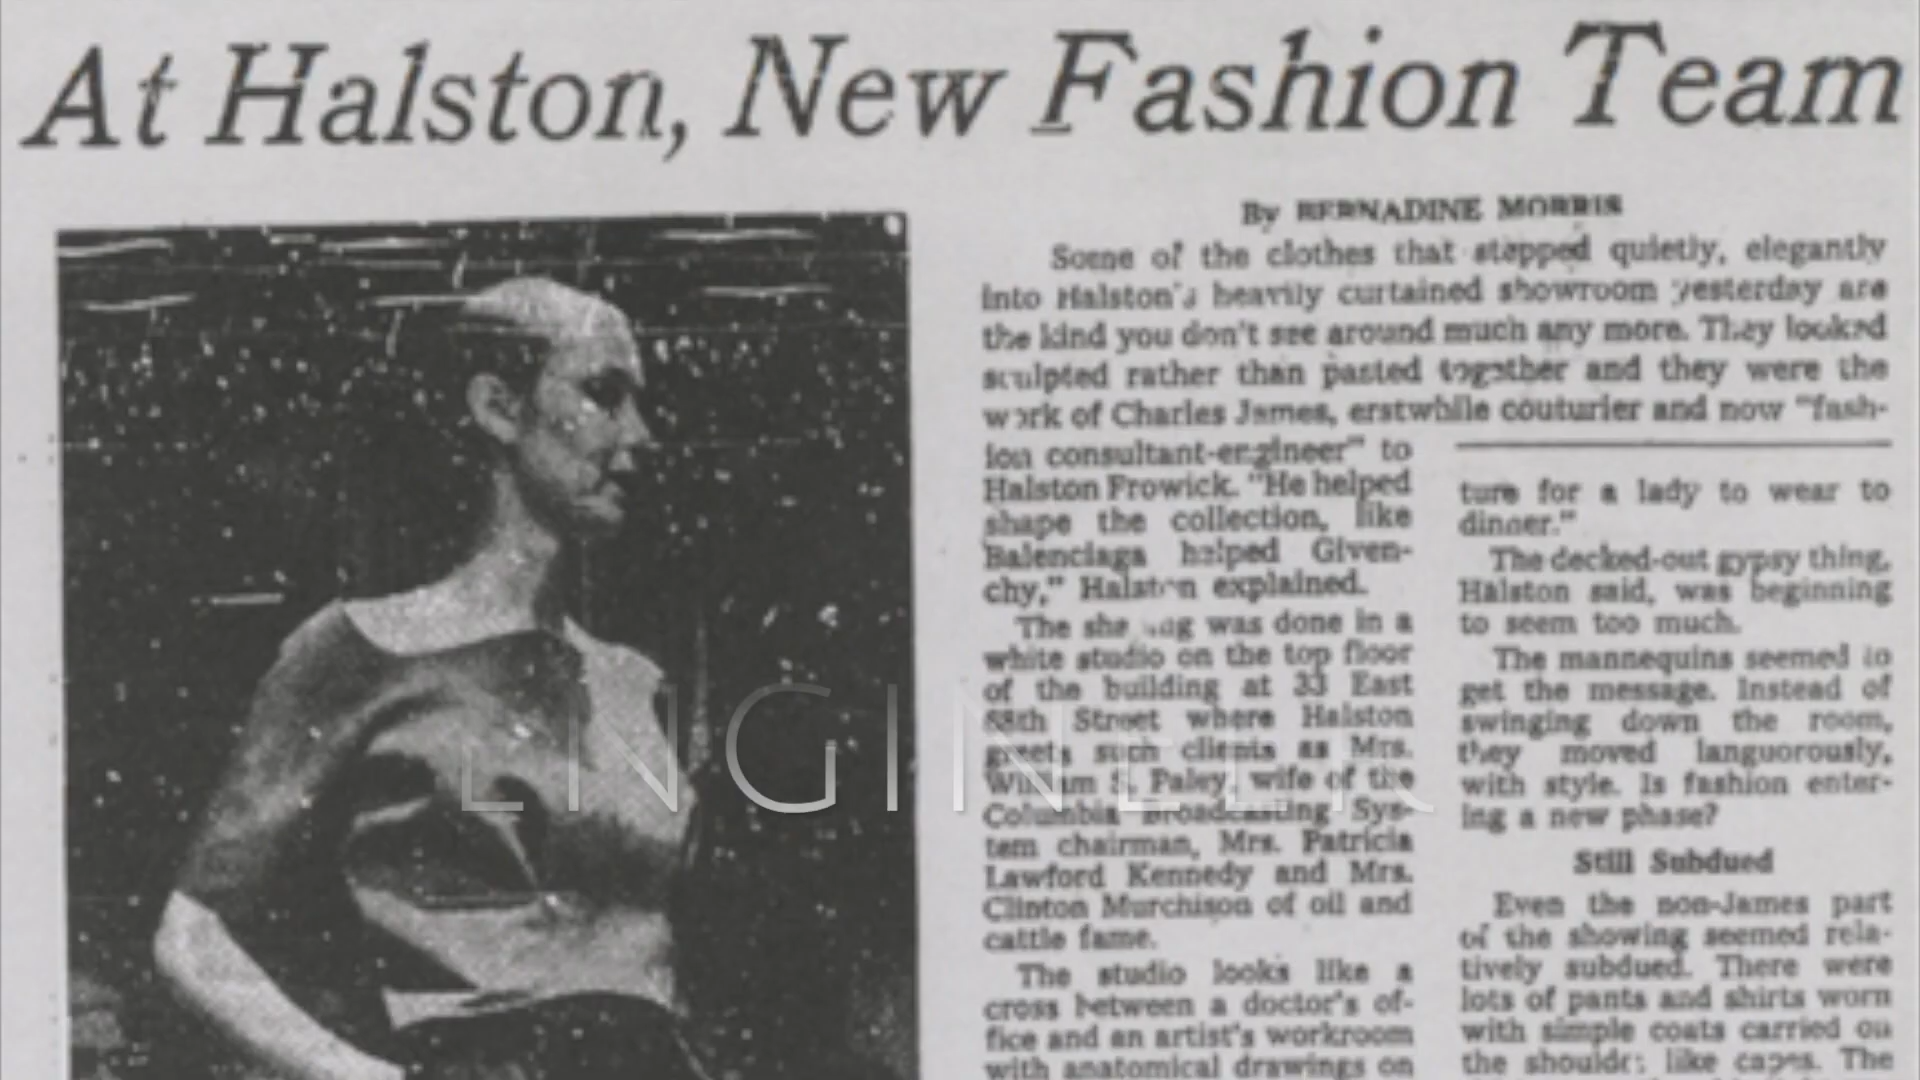 At Halston, New Fashion Team
By BERNADINE MORRIS
Some of the clothes that stepped quietly, elegantly
into Halston's heavily curtained showroom yesterday are
the kind you don't see around much any more. They looked
sculpted rather than pasted together and they were the
work of Charles James, erstwhile couturier and now "fash-
ion consultant-engineer" to
Halston Frowick. "He helped
shape the collection, like
Balenciaga helped Given-
chy," Halston explained.
The was done in a
white studio on the top floor
of the building at 33 East
68th Street where Halston
greets such clients as Mrs.
William S. Paley, wife of the
Columbia Broadcasting Sys-
tem chairman, Mrs. Patricia
Lawford Kennedy and Mrs.
Clinton Murchison of oil and
cattle fame.
The studio looks like a
cross between a doctor's of-
fice and an artist's workroom
with anatomical drawings on
ture for a lady to wear to
dinner."
The decked-out gypsy thing,
Halston said, was beginning
to seem too much.
The mannequins seemed to
get the message. Instead of
swinging down the room,
they moved languorously,
with style. Is fashion enter-
ing a new phase?
Still Subdued
Even the non-James part
of the showing seemed rela-
tively subdued. There were
lots of pants and shirts worn
with simple coats carried on
the shoulders like capes. The
ENGINEER